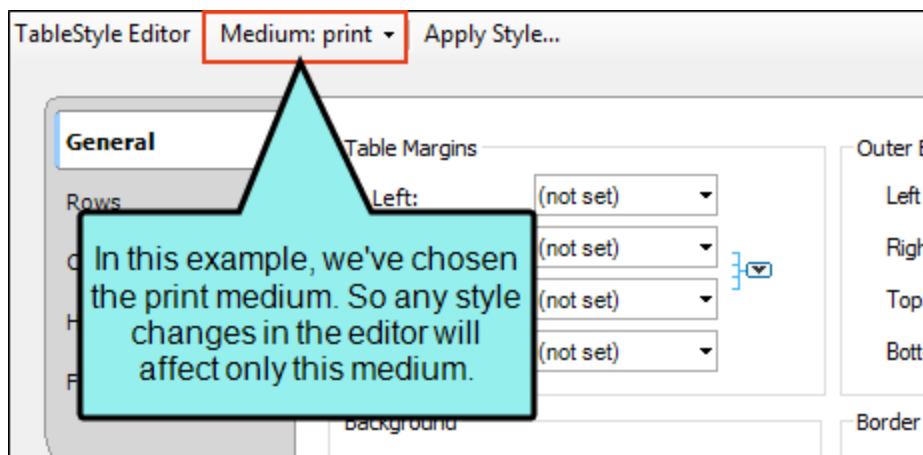 TableStyle Editor Medium: print Apply Style...
General
Table Margins
Outer
Rows
Left: (not set)
Left
(not set)
(not set)
Top
(not set)
In this example, we've chosen
the print medium. So any style
changes in the editor will
affect only this medium.
Background
Border